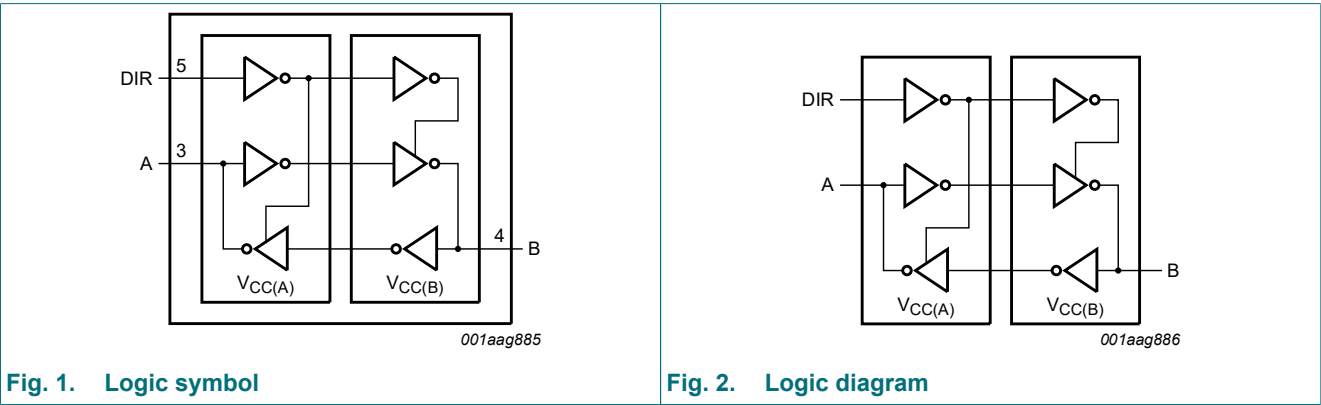 DIR 5
A 3
4 B
VCC(A) VCC(B)
001aag885
Fig. 1. Logic symbol
DIR
A
B
VCC(A) VCC(B)
001aag886
Fig. 2. Logic diagram